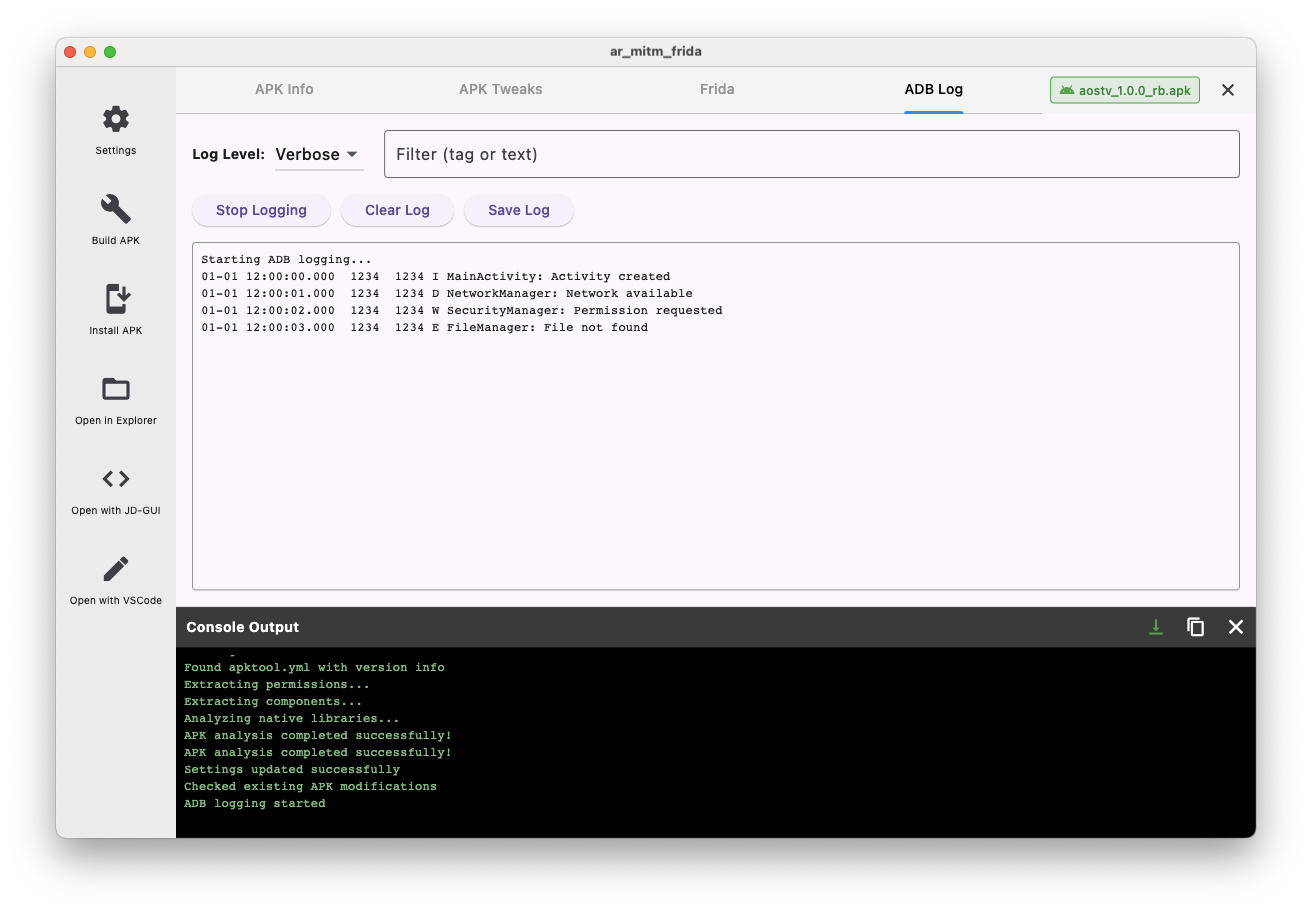 ar_mitm_frida
Settings
Build APK
Install APK
Open in Explorer
Open with JD-GUI
Open with VSCode
APK Info
APK Tweaks
Frida
ADB Log
aostv_1.0.0_rb.apk
Log Level:
Verbose
Filter (tag or text)
Stop Logging
Clear Log
Save Log
Starting ADB logging...
01-01 12:00:00.000  1234  1234 I MainActivity: Activity created
01-01 12:00:01.000  1234  1234 D NetworkManager: Network available
01-01 12:00:02.000  1234  1234 W SecurityManager: Permission requested
01-01 12:00:03.000  1234  1234 E FileManager: File not found
Console Output
Found apktool.yml with version info
Extracting permissions...
Extracting components...
Analyzing native libraries...
APK analysis completed successfully!
APK analysis completed successfully!
Settings updated successfully
Checked existing APK modifications
ADB logging started